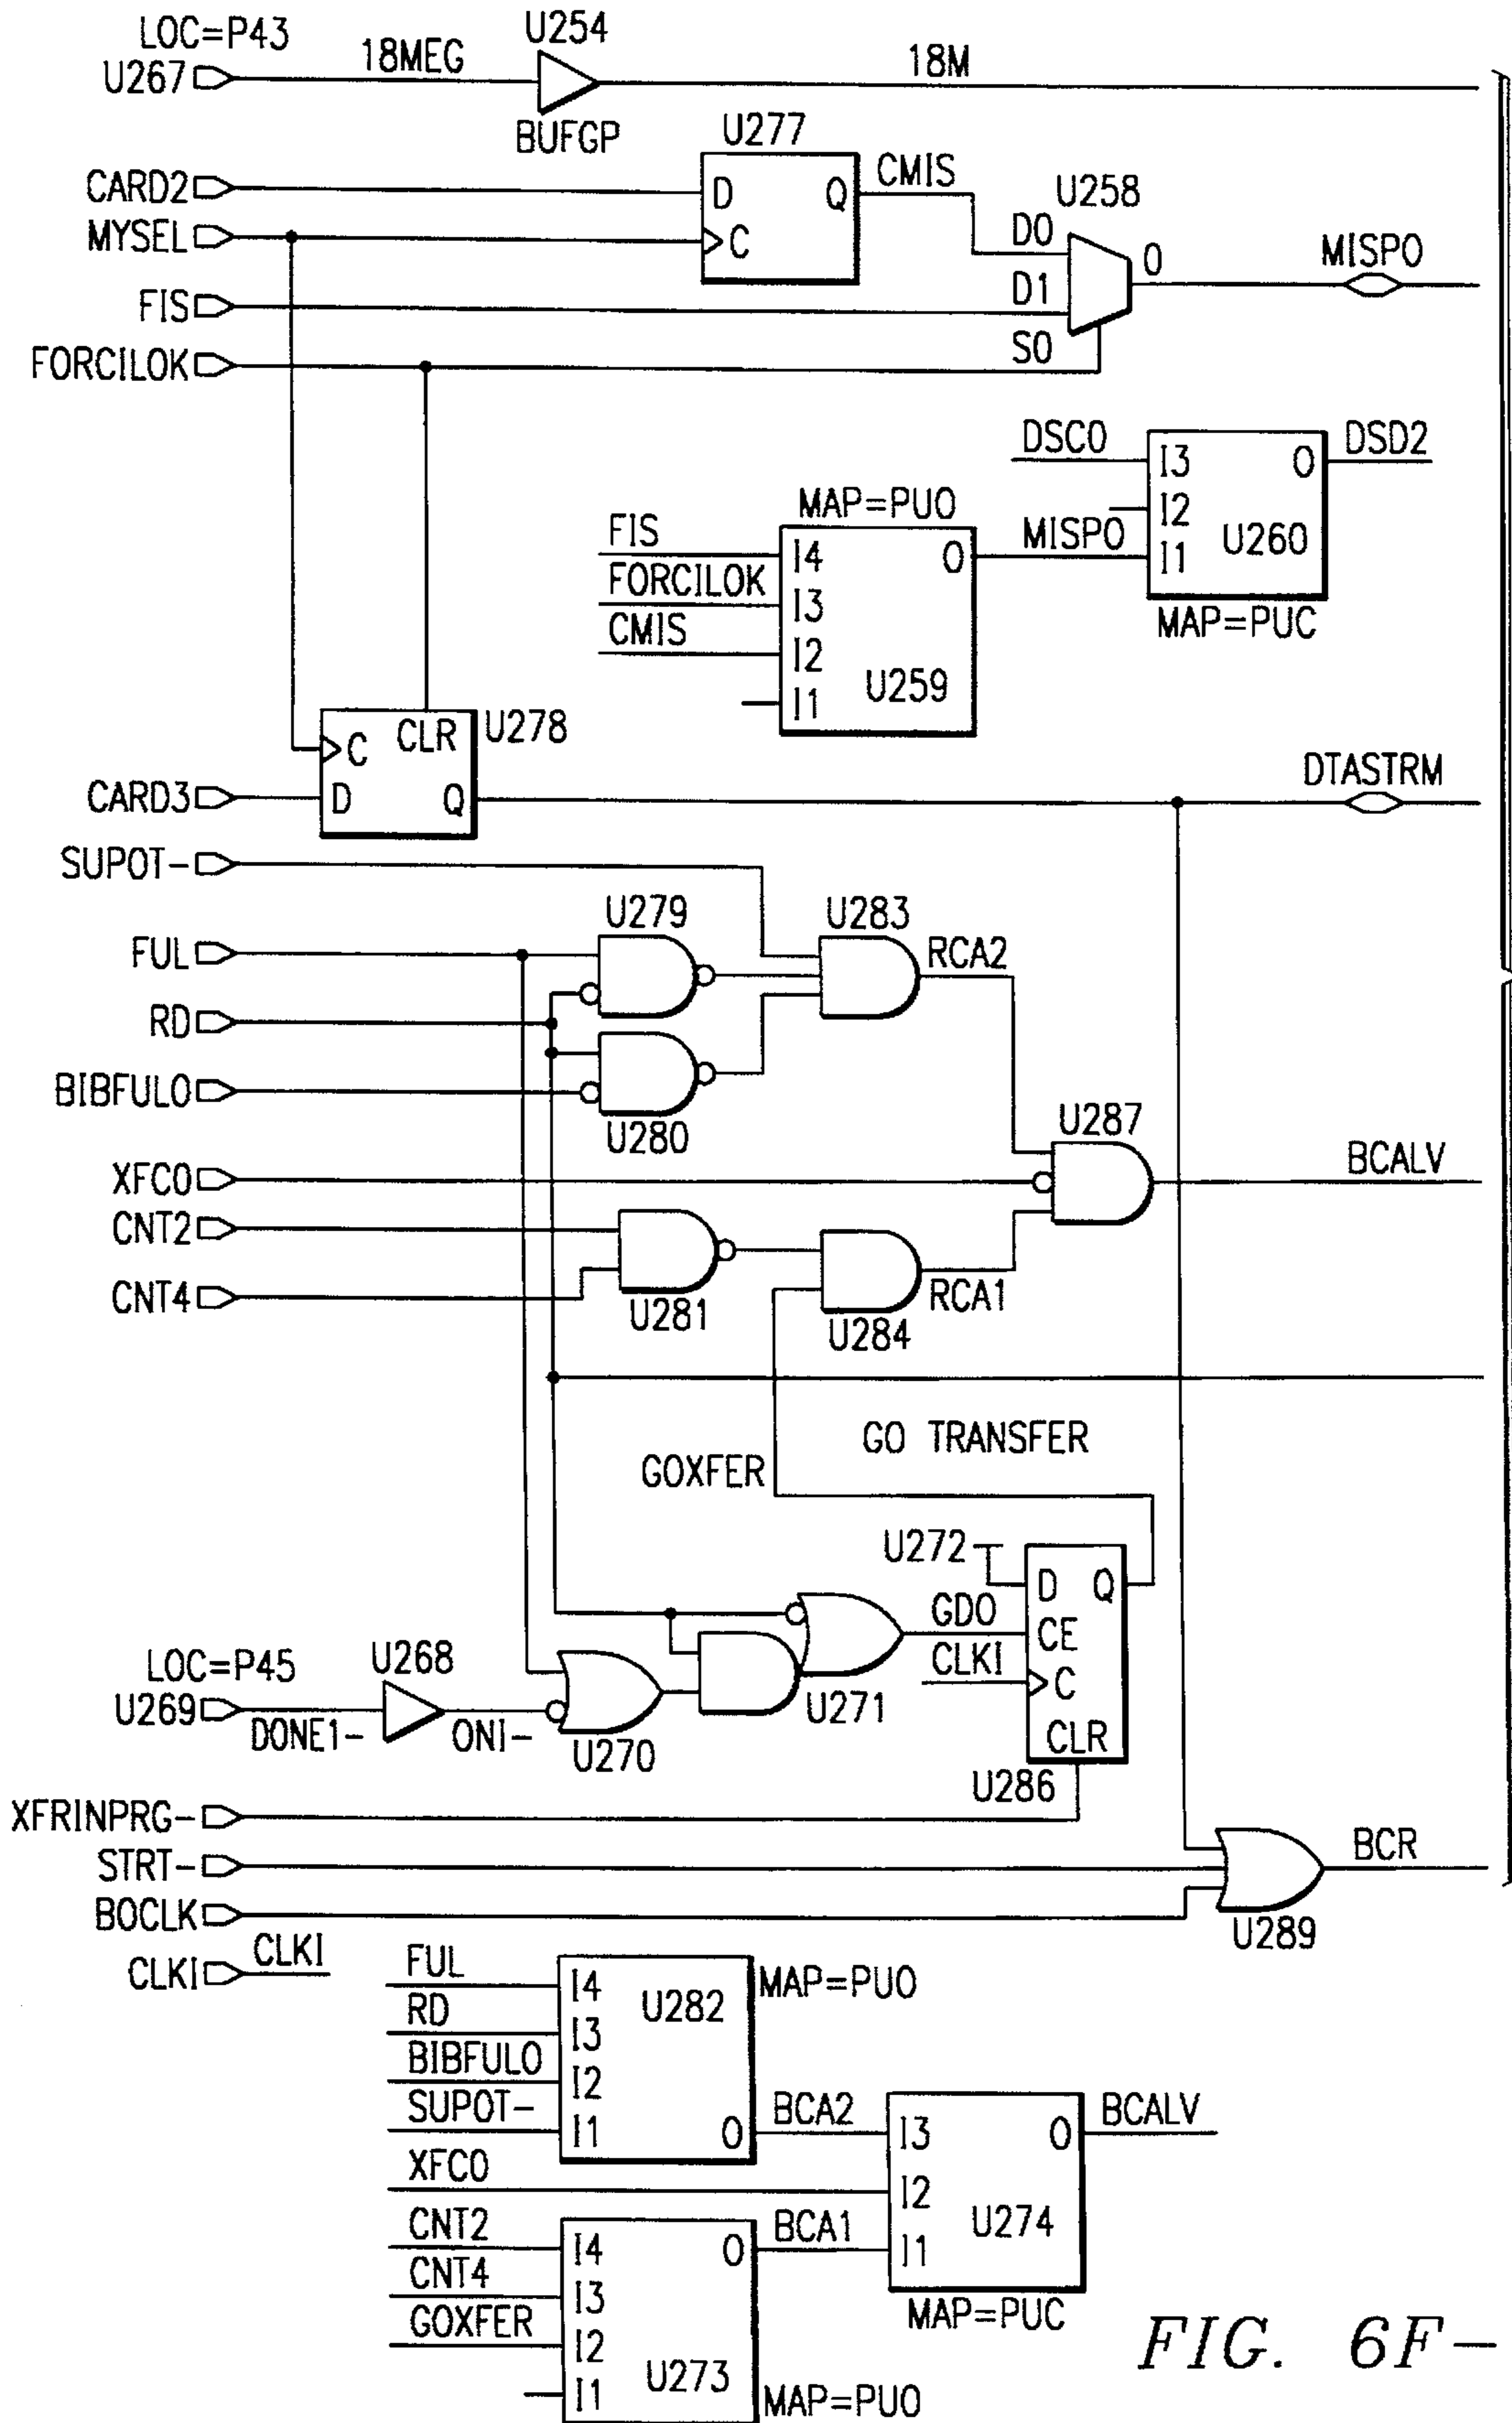 LOC=P43
U267
18MEG
U254
BUFGP
18M
CARD2
MYSEL
FIS
FORCILOK
U277
D
Q
C
CMIS
U258
D0
D1
S0
O
MISPO
DSC0
I3
I2
I1
O
U260
DSD2
MAP=PUC
MAP=PUO
FIS
FORCILOK
CMIS
I4
I3
I2
I1
O
U259
MISPO
C
CLR
D
Q
U278
CARD3
DTASTRM
SUPOT-
FUL
RD
BIBFULO
XFCO
CNT2
CNT4
U279
U280
U283
RCA2
U287
BCALV
U281
U284
RCA1
GO TRANSFER
GOXFER
U272
D
Q
CE
C
CLR
U286
GDO
CLKI
LOC=P45
U269
DONE1-
U268
ONI-
U270
U271
XFRINPRG-
STRT-
BOCLK
CLKI
CLKI
BCR
U289
FUL
RD
BIBFULO
SUPOT-
I4
I3
I2
I1
O
U282
MAP=PUO
BCA2
XFCO
CNT2
CNT4
GOXFER
I4
I3
I2
I1
O
U273
MAP=PUO
BCA1
I3
I2
I1
O
U274
BCALV
MAP=PUC
FIG. 6F-